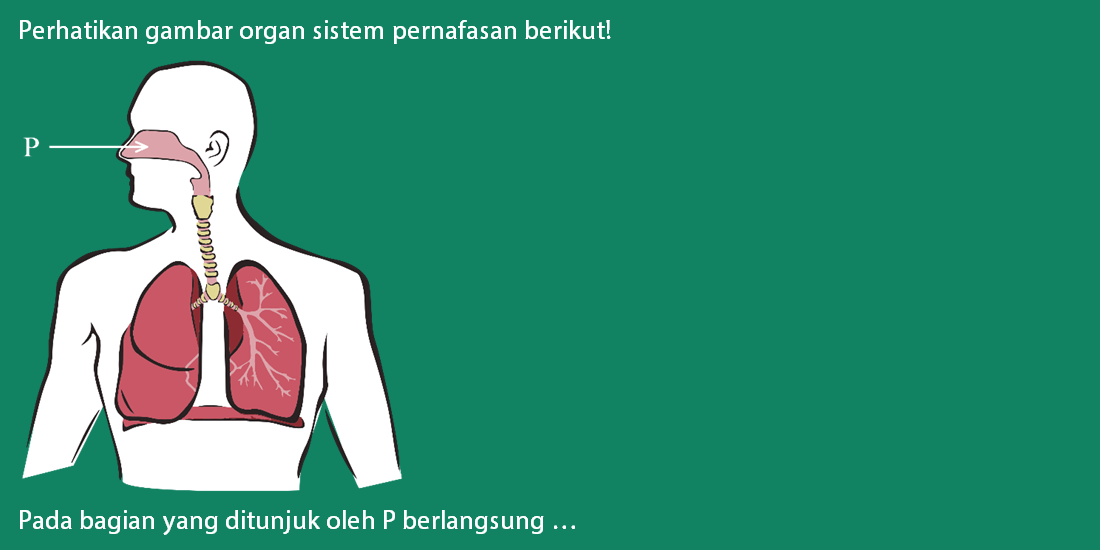 Perhatikan gambar organ sistem pernafasan berikut!
P
Pada bagian yang ditunjuk oleh P berlangsung …